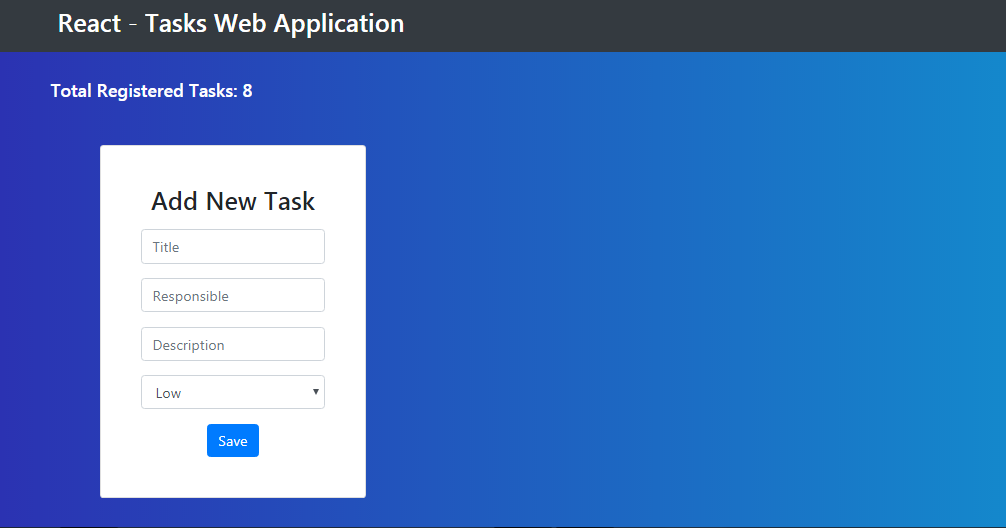 React - Tasks Web Application
Total Registered Tasks: 8
Add New Task
Title
Responsible
Description
Low
Save